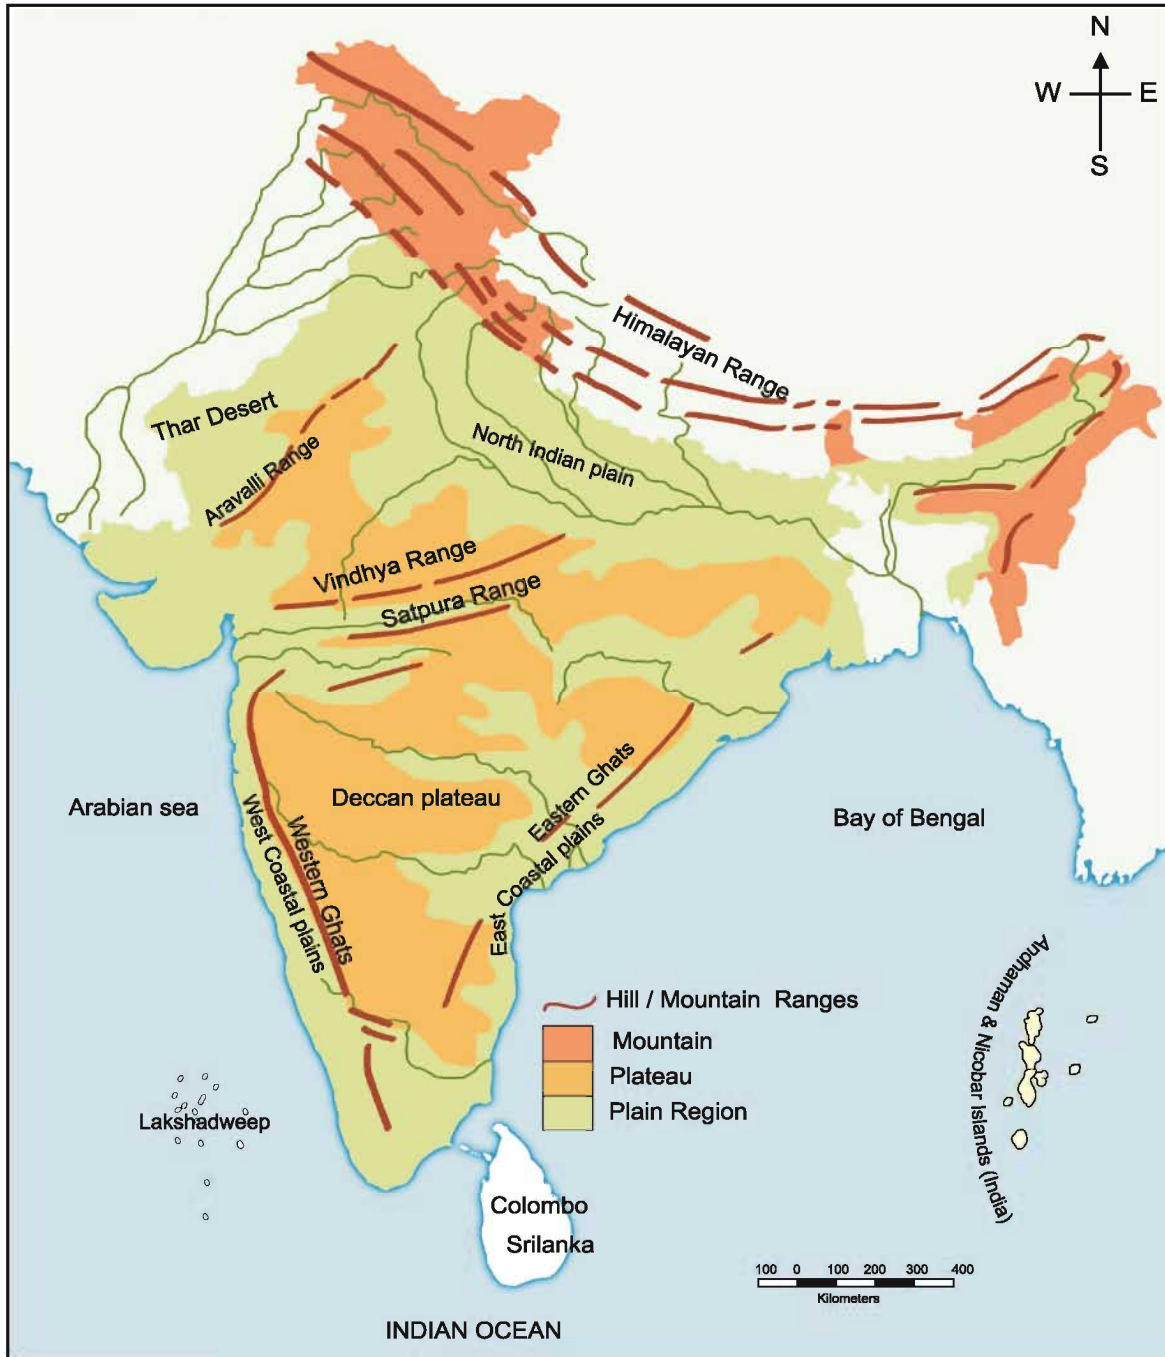 N
W E
S
Himalayan Range
Thar Desert
North Indian plain
Aravalli Range
Vindhya Range
Satpura Range
Arabian sea
Deccan plateau
Eastern Ghats
Bay of Bengal
West Coastal plains
Western Ghats
East Coastal plains
Andhaman & Nicobar Islands (India)
Hill / Mountain Ranges
Mountain
Plateau
Plain Region
Lakshadweep
Colombo
Srilanka
100 0 100 200 300 400
Kilometers
INDIAN OCEAN